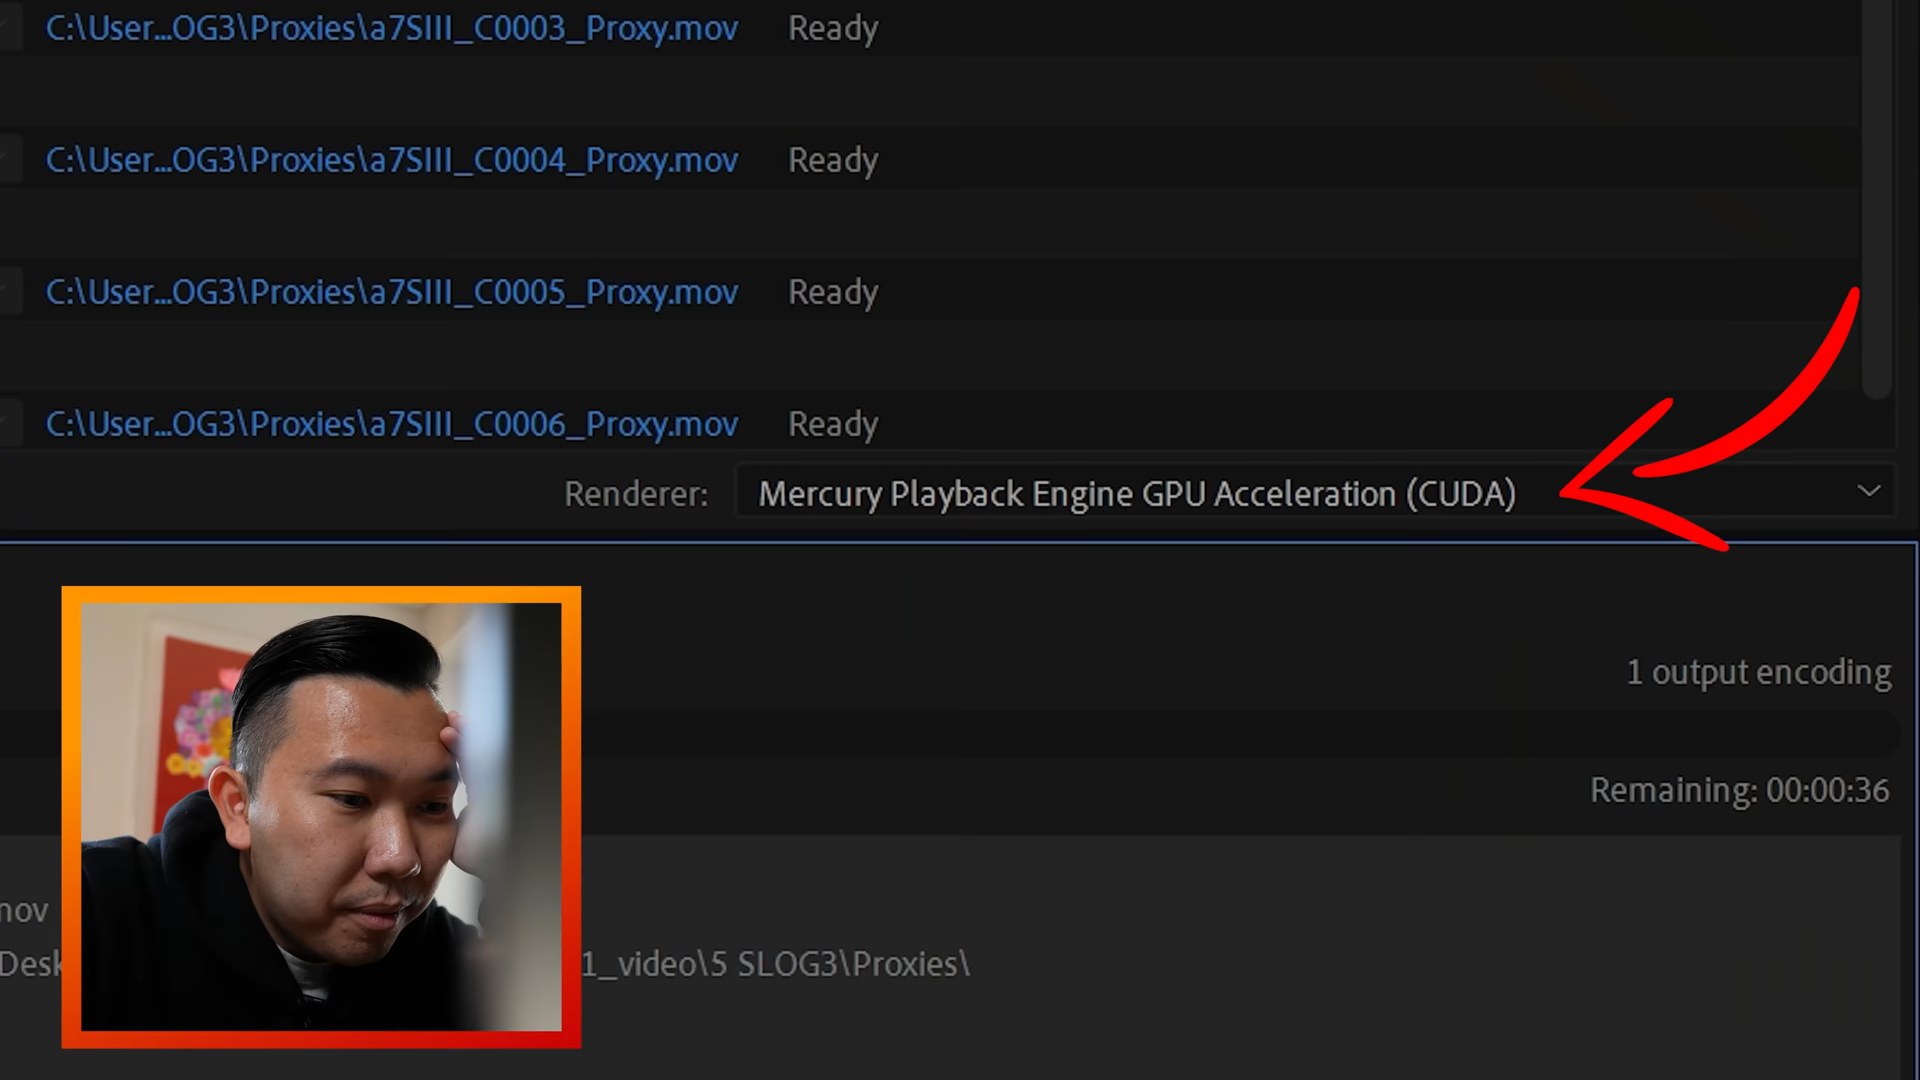 C:\User...OG3\Proxies\a7SIII_C0003_Proxy.mov Ready
C:\User...OG3\Proxies\a7SIII_C0004_Proxy.mov Ready
C:\User...OG3\Proxies\a7SIII_C0005_Proxy.mov Ready
C:\User...OG3\Proxies\a7SIII_C0006_Proxy.mov Ready
Renderer: Mercury Playback Engine GPU Acceleration (CUDA)
1 output encoding
Remaining: 00:00:36
mov
Desk 1_video\5 SLOG3\Proxies\